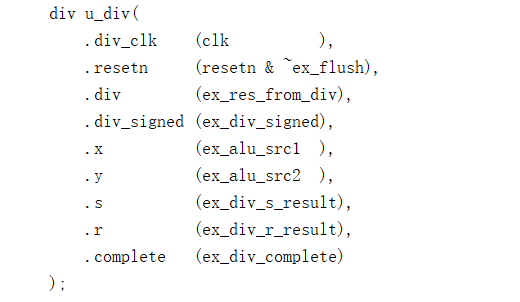 div u_div(
    .div_clk    (clk          ),
    .resetn     (resetn & ~ex_flush),
    .div        (ex_res_from_div),
    .div_signed (ex_div_signed),
    .x          (ex_alu_src1  ),
    .y          (ex_alu_src2  ),
    .s          (ex_div_s_result),
    .r          (ex_div_r_result),
    .complete   (ex_div_complete)
);